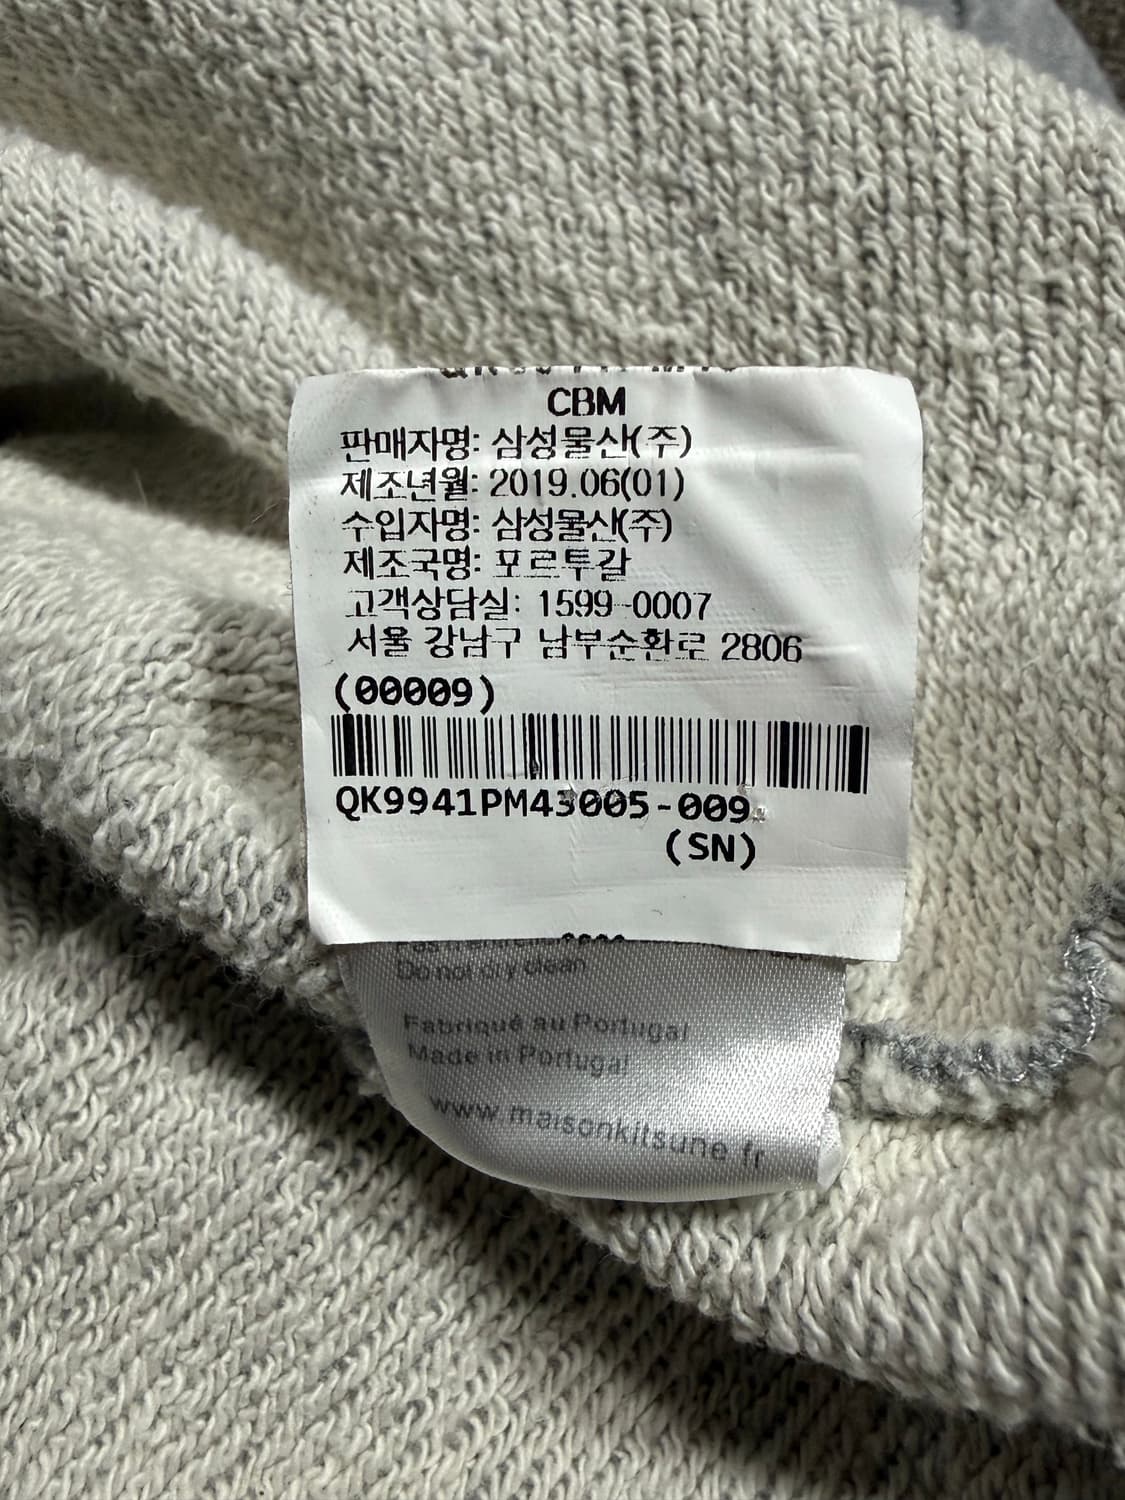 CBM
판매자명: 삼성물산(주)
제조년월: 2019.06(01)
수입자명: 삼성물산(주)
제조국명: 포르투갈
고객상담실: 1599-0007
서울 강남구 남부순환로 2806
(00009)
QK9941PM43005-009
(SN)
Do not dry clean
Fabriqué au Portugal
Made in Portugal
www.maisonkitsune.fr